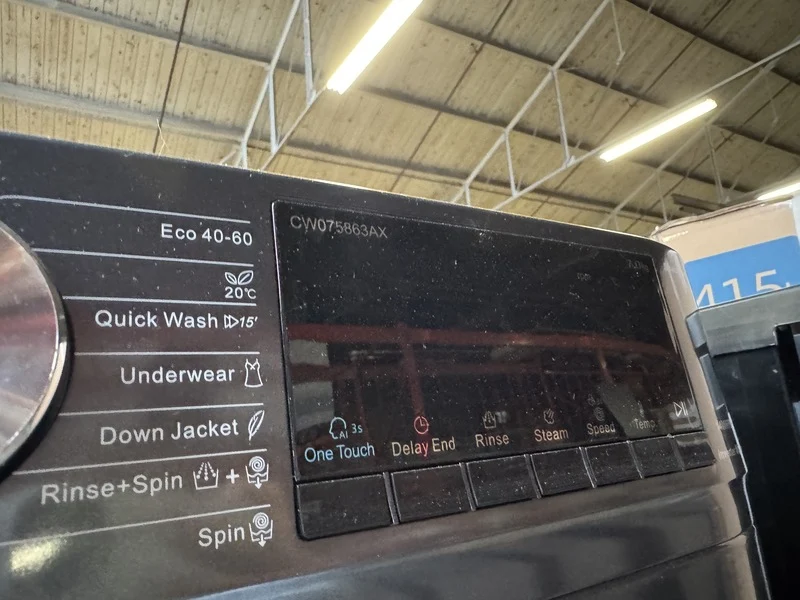 Eco 40-60
20℃
Quick Wash 15'
Underwear
Down Jacket
Rinse+Spin +
Spin
CW075863AX
AI 3s
One Touch
Delay End
Rinse
Steam
Speed
Temp.
415